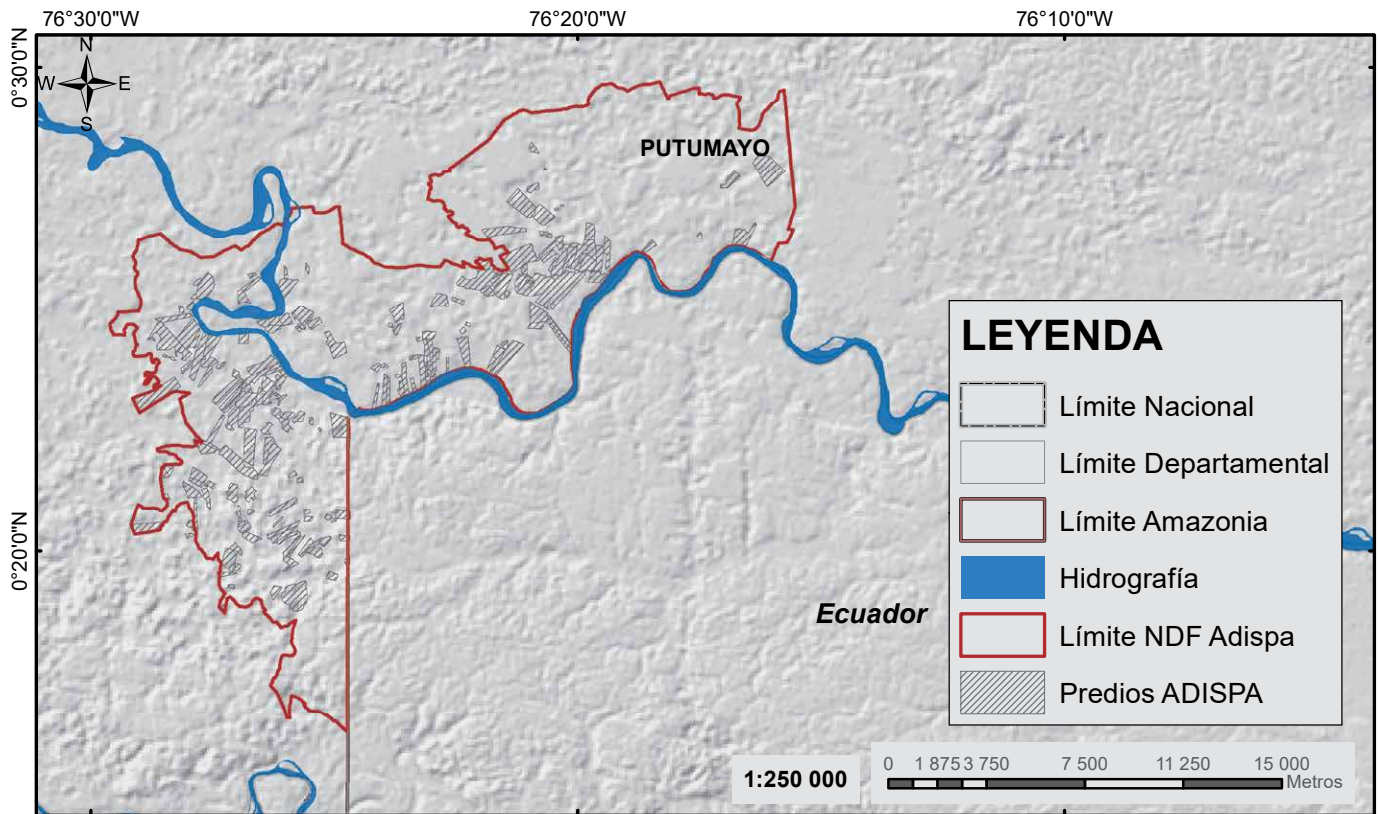 76°30'0"W 76°20'0"W 76°10'0"W
0°30'0"N
N
W E
S
PUTUMAYO
LEYENDA
Límite Nacional
Límite Departamental
Límite Amazonia
Hidrografía
Límite NDF Adispa
Predios ADISPA
0°20'0"N
Ecuador
1:250 000
0 1 875 3 750 7 500 11 250 15 000
Metros